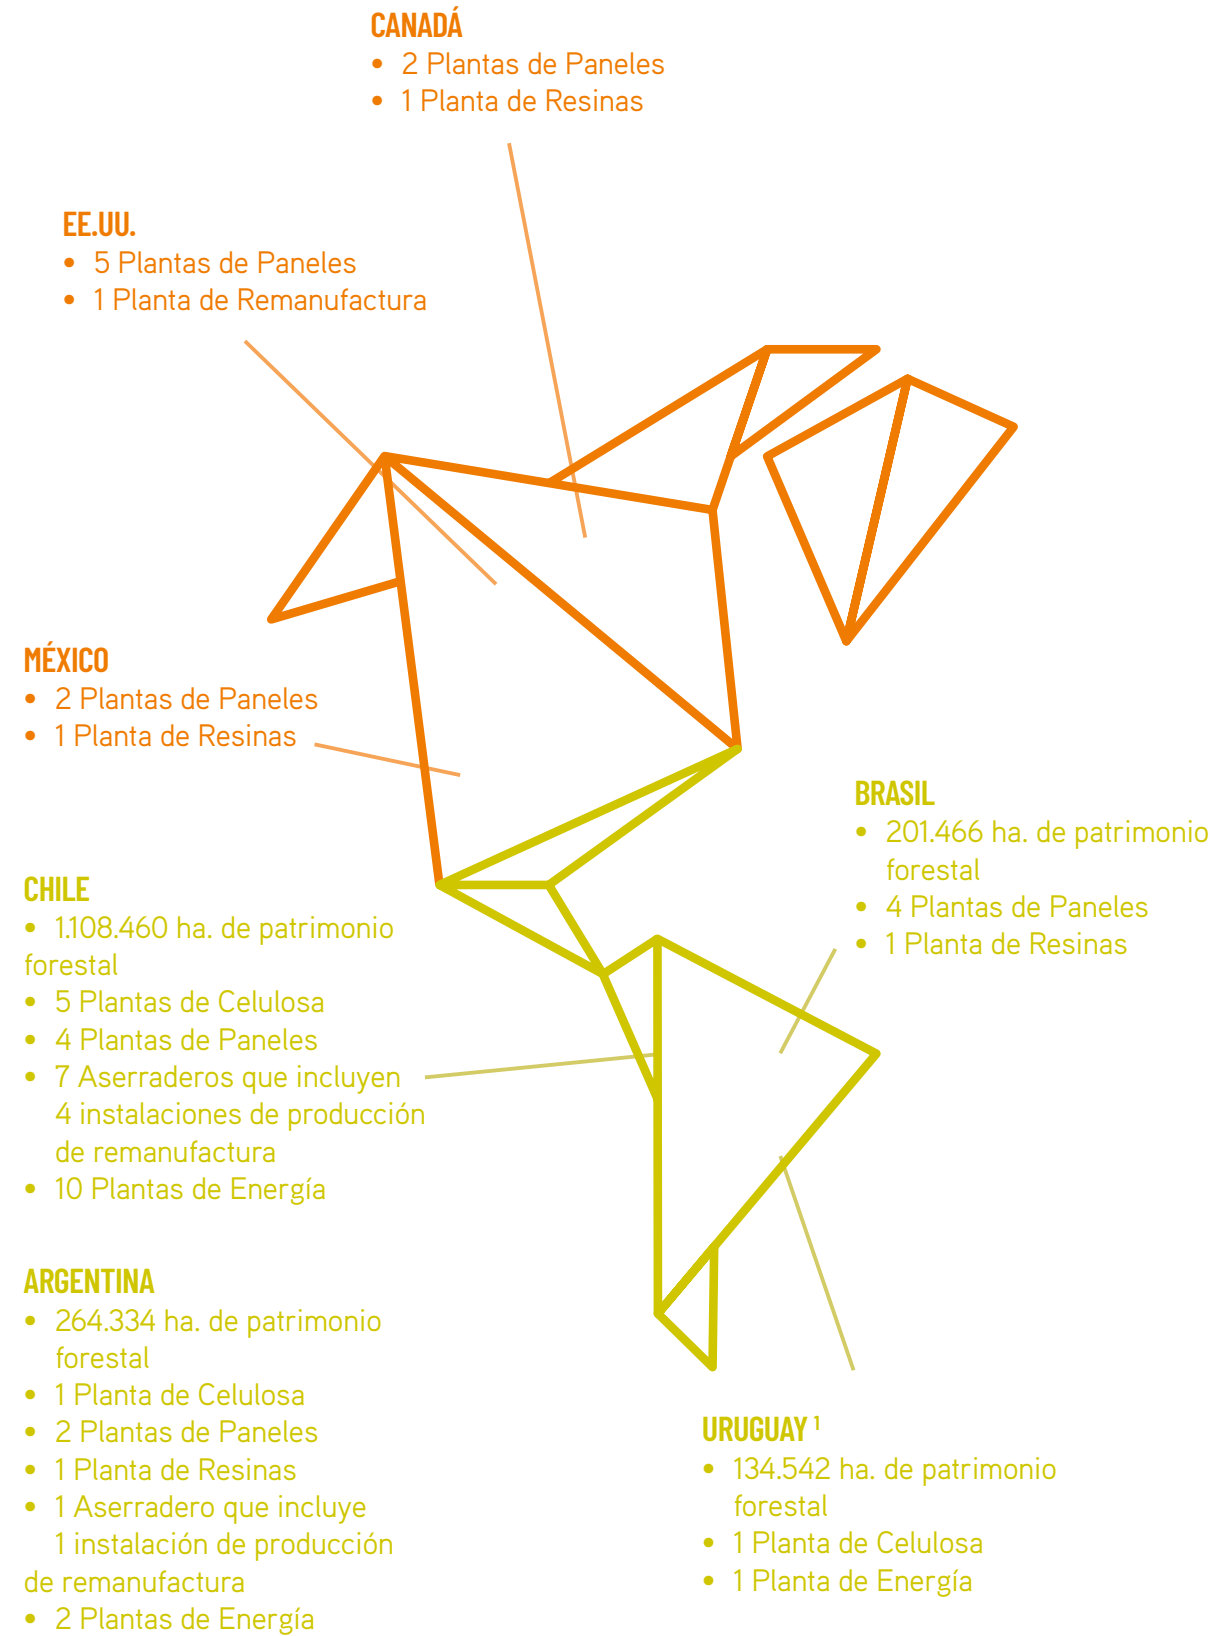 CANADÁ
• 2 Plantas de Paneles
• 1 Planta de Resinas
EE.UU.
• 5 Plantas de Paneles
• 1 Planta de Remanufactura
MÉXICO
• 2 Plantas de Paneles
• 1 Planta de Resinas
BRASIL
• 201.466 ha. de patrimonio
forestal
• 4 Plantas de Paneles
• 1 Planta de Resinas
CHILE
• 1.108.460 ha. de patrimonio
forestal
• 5 Plantas de Celulosa
• 4 Plantas de Paneles
• 7 Aserraderos que incluyen
4 instalaciones de producción
de remanufactura
• 10 Plantas de Energía
ARGENTINA
• 264.334 ha. de patrimonio
forestal
• 1 Planta de Celulosa
• 2 Plantas de Paneles
• 1 Planta de Resinas
• 1 Aserradero que incluye
1 instalación de producción
de remanufactura
• 2 Plantas de Energía
URUGUAY ¹
• 134.542 ha. de patrimonio
forestal
• 1 Planta de Celulosa
• 1 Planta de Energía